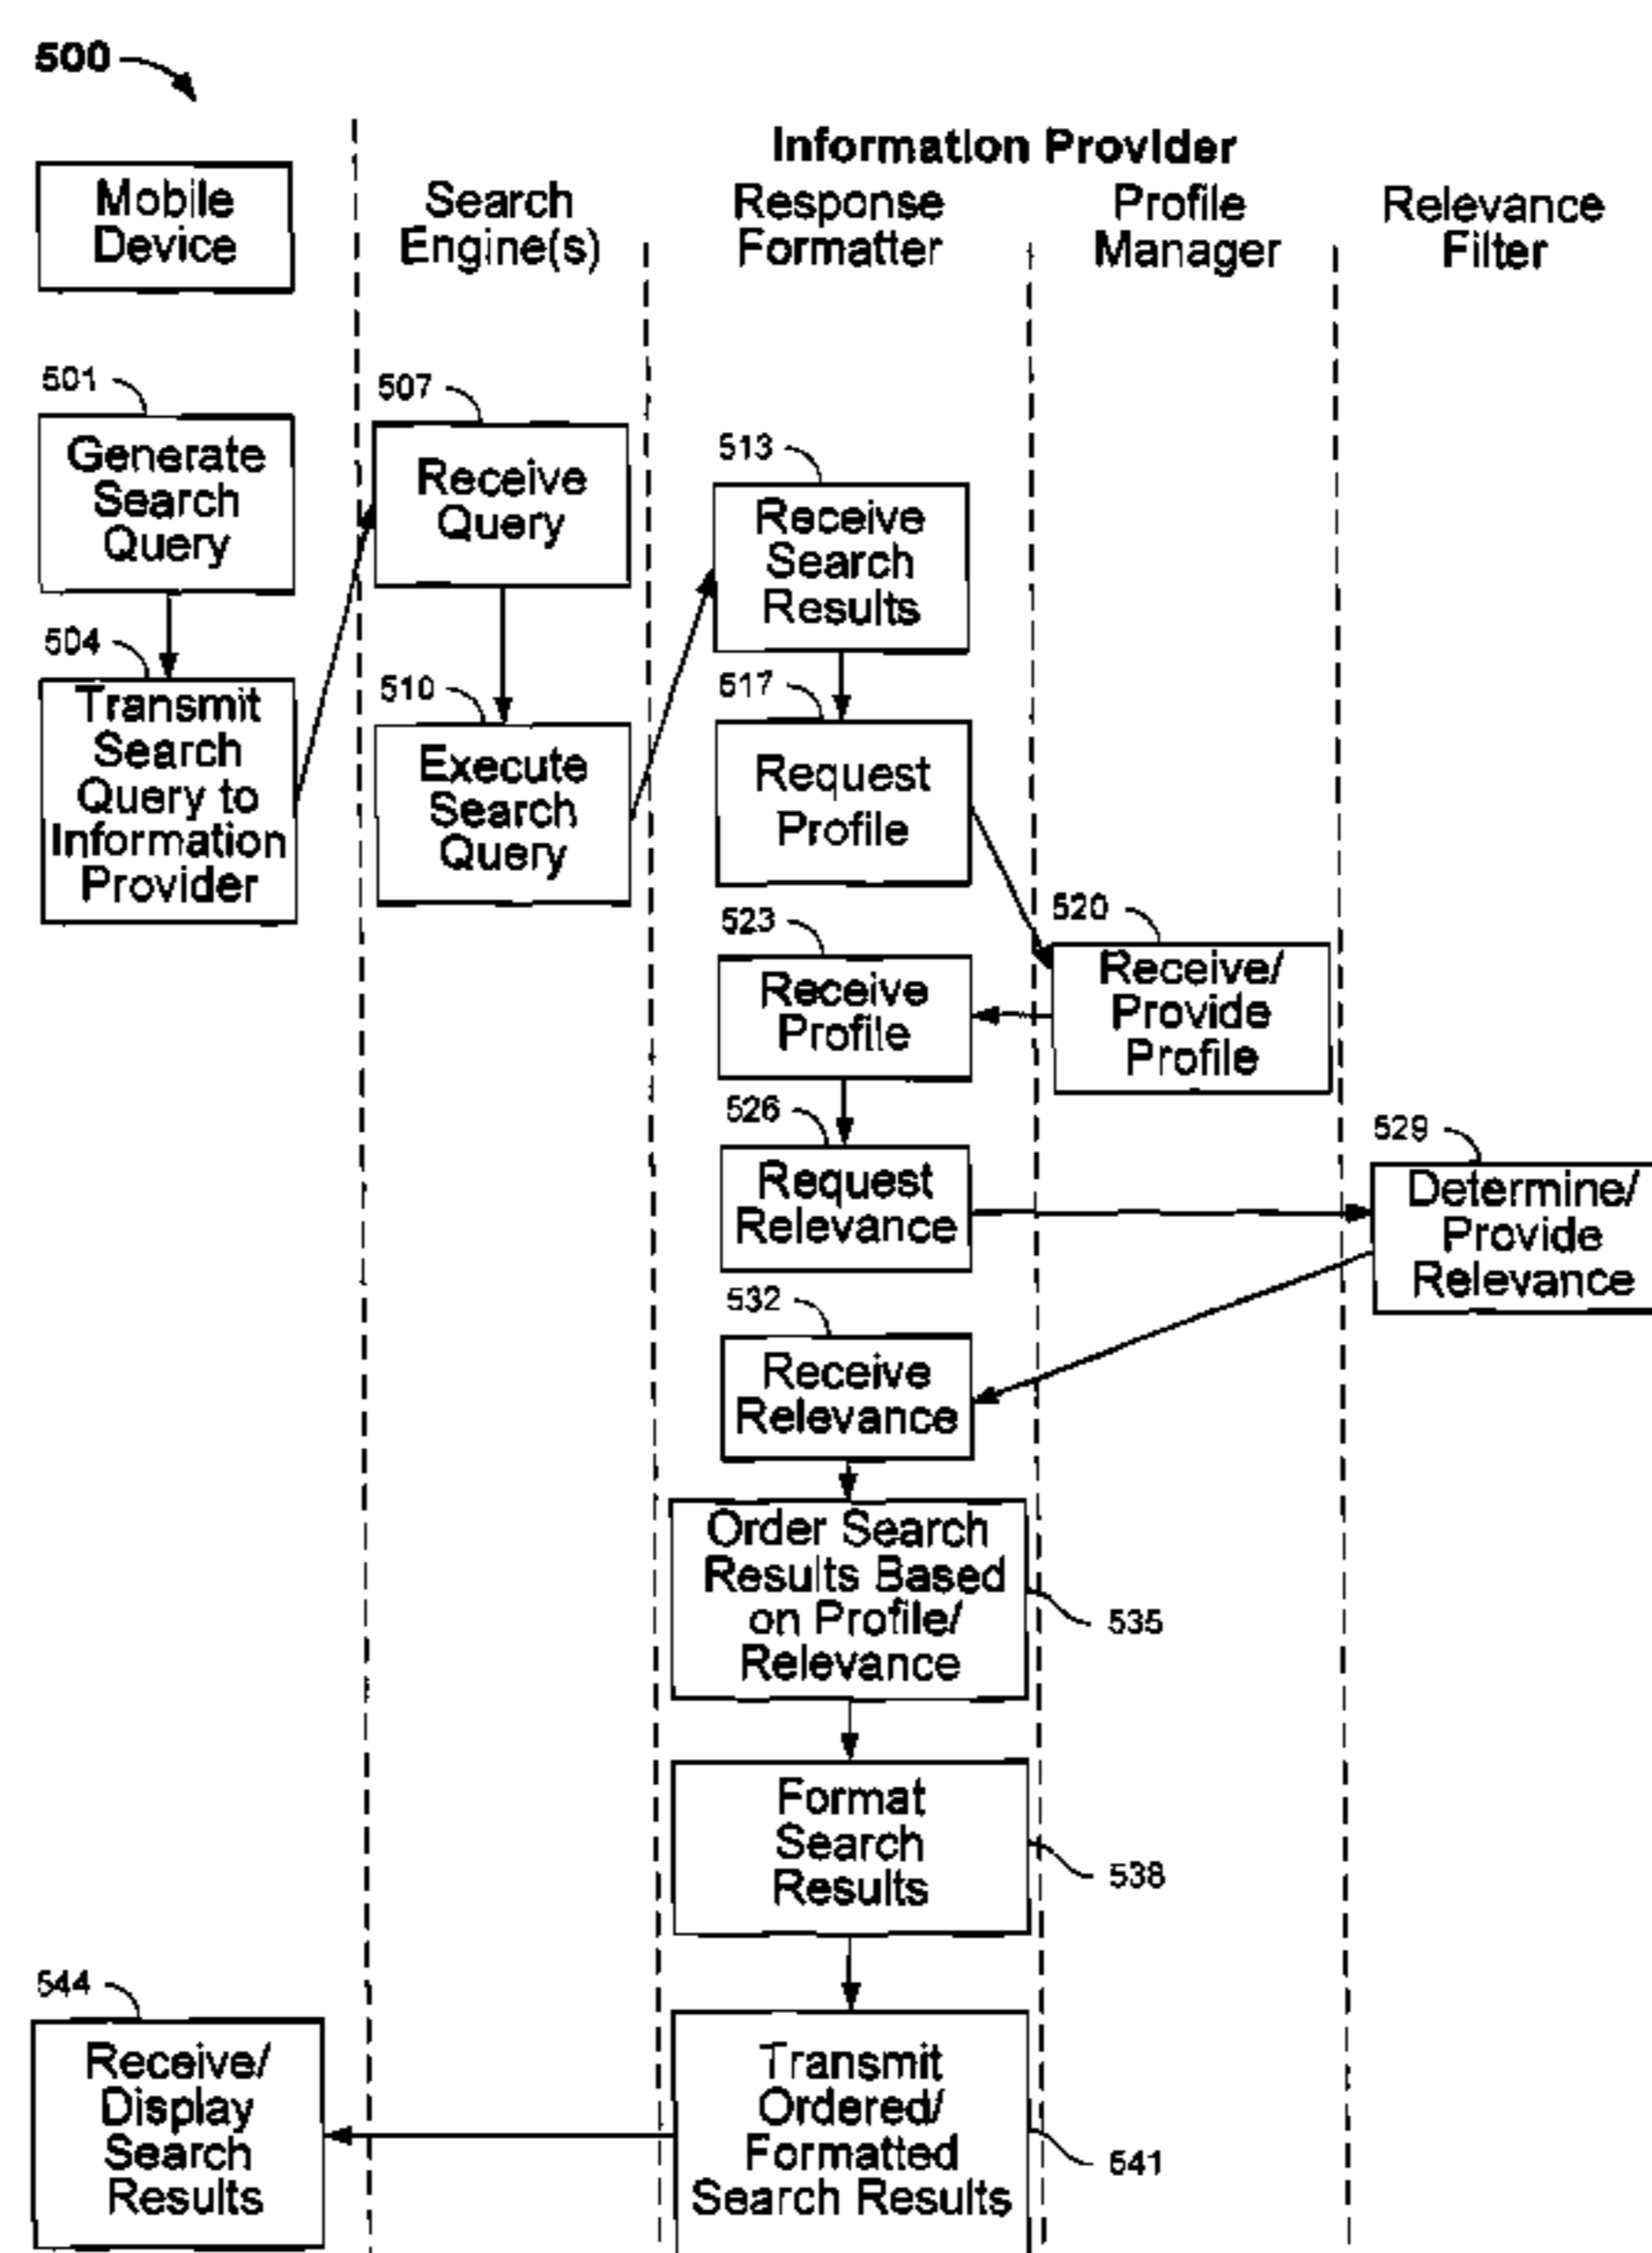 500
Information Provider
Mobile
Device
Search
Engine(s)
Response
Formatter
Profile
Manager
Relevance
Filter
501
Generate
Search
Query
504
Transmit
Search
Query to
Information
Provider
507
Receive
Query
510
Execute
Search
Query
513
Receive
Search
Results
517
Request
Profile
520
Receive/
Provide
Profile
523
Receive
Profile
526
Request
Relevance
529
Determine/
Provide
Relevance
532
Receive
Relevance
Order Search
Results Based
on Profile/
Relevance
535
Format
Search
Results
538
Transmit
Ordered/
Formatted
Search Results
541
544
Receive/
Display
Search
Results